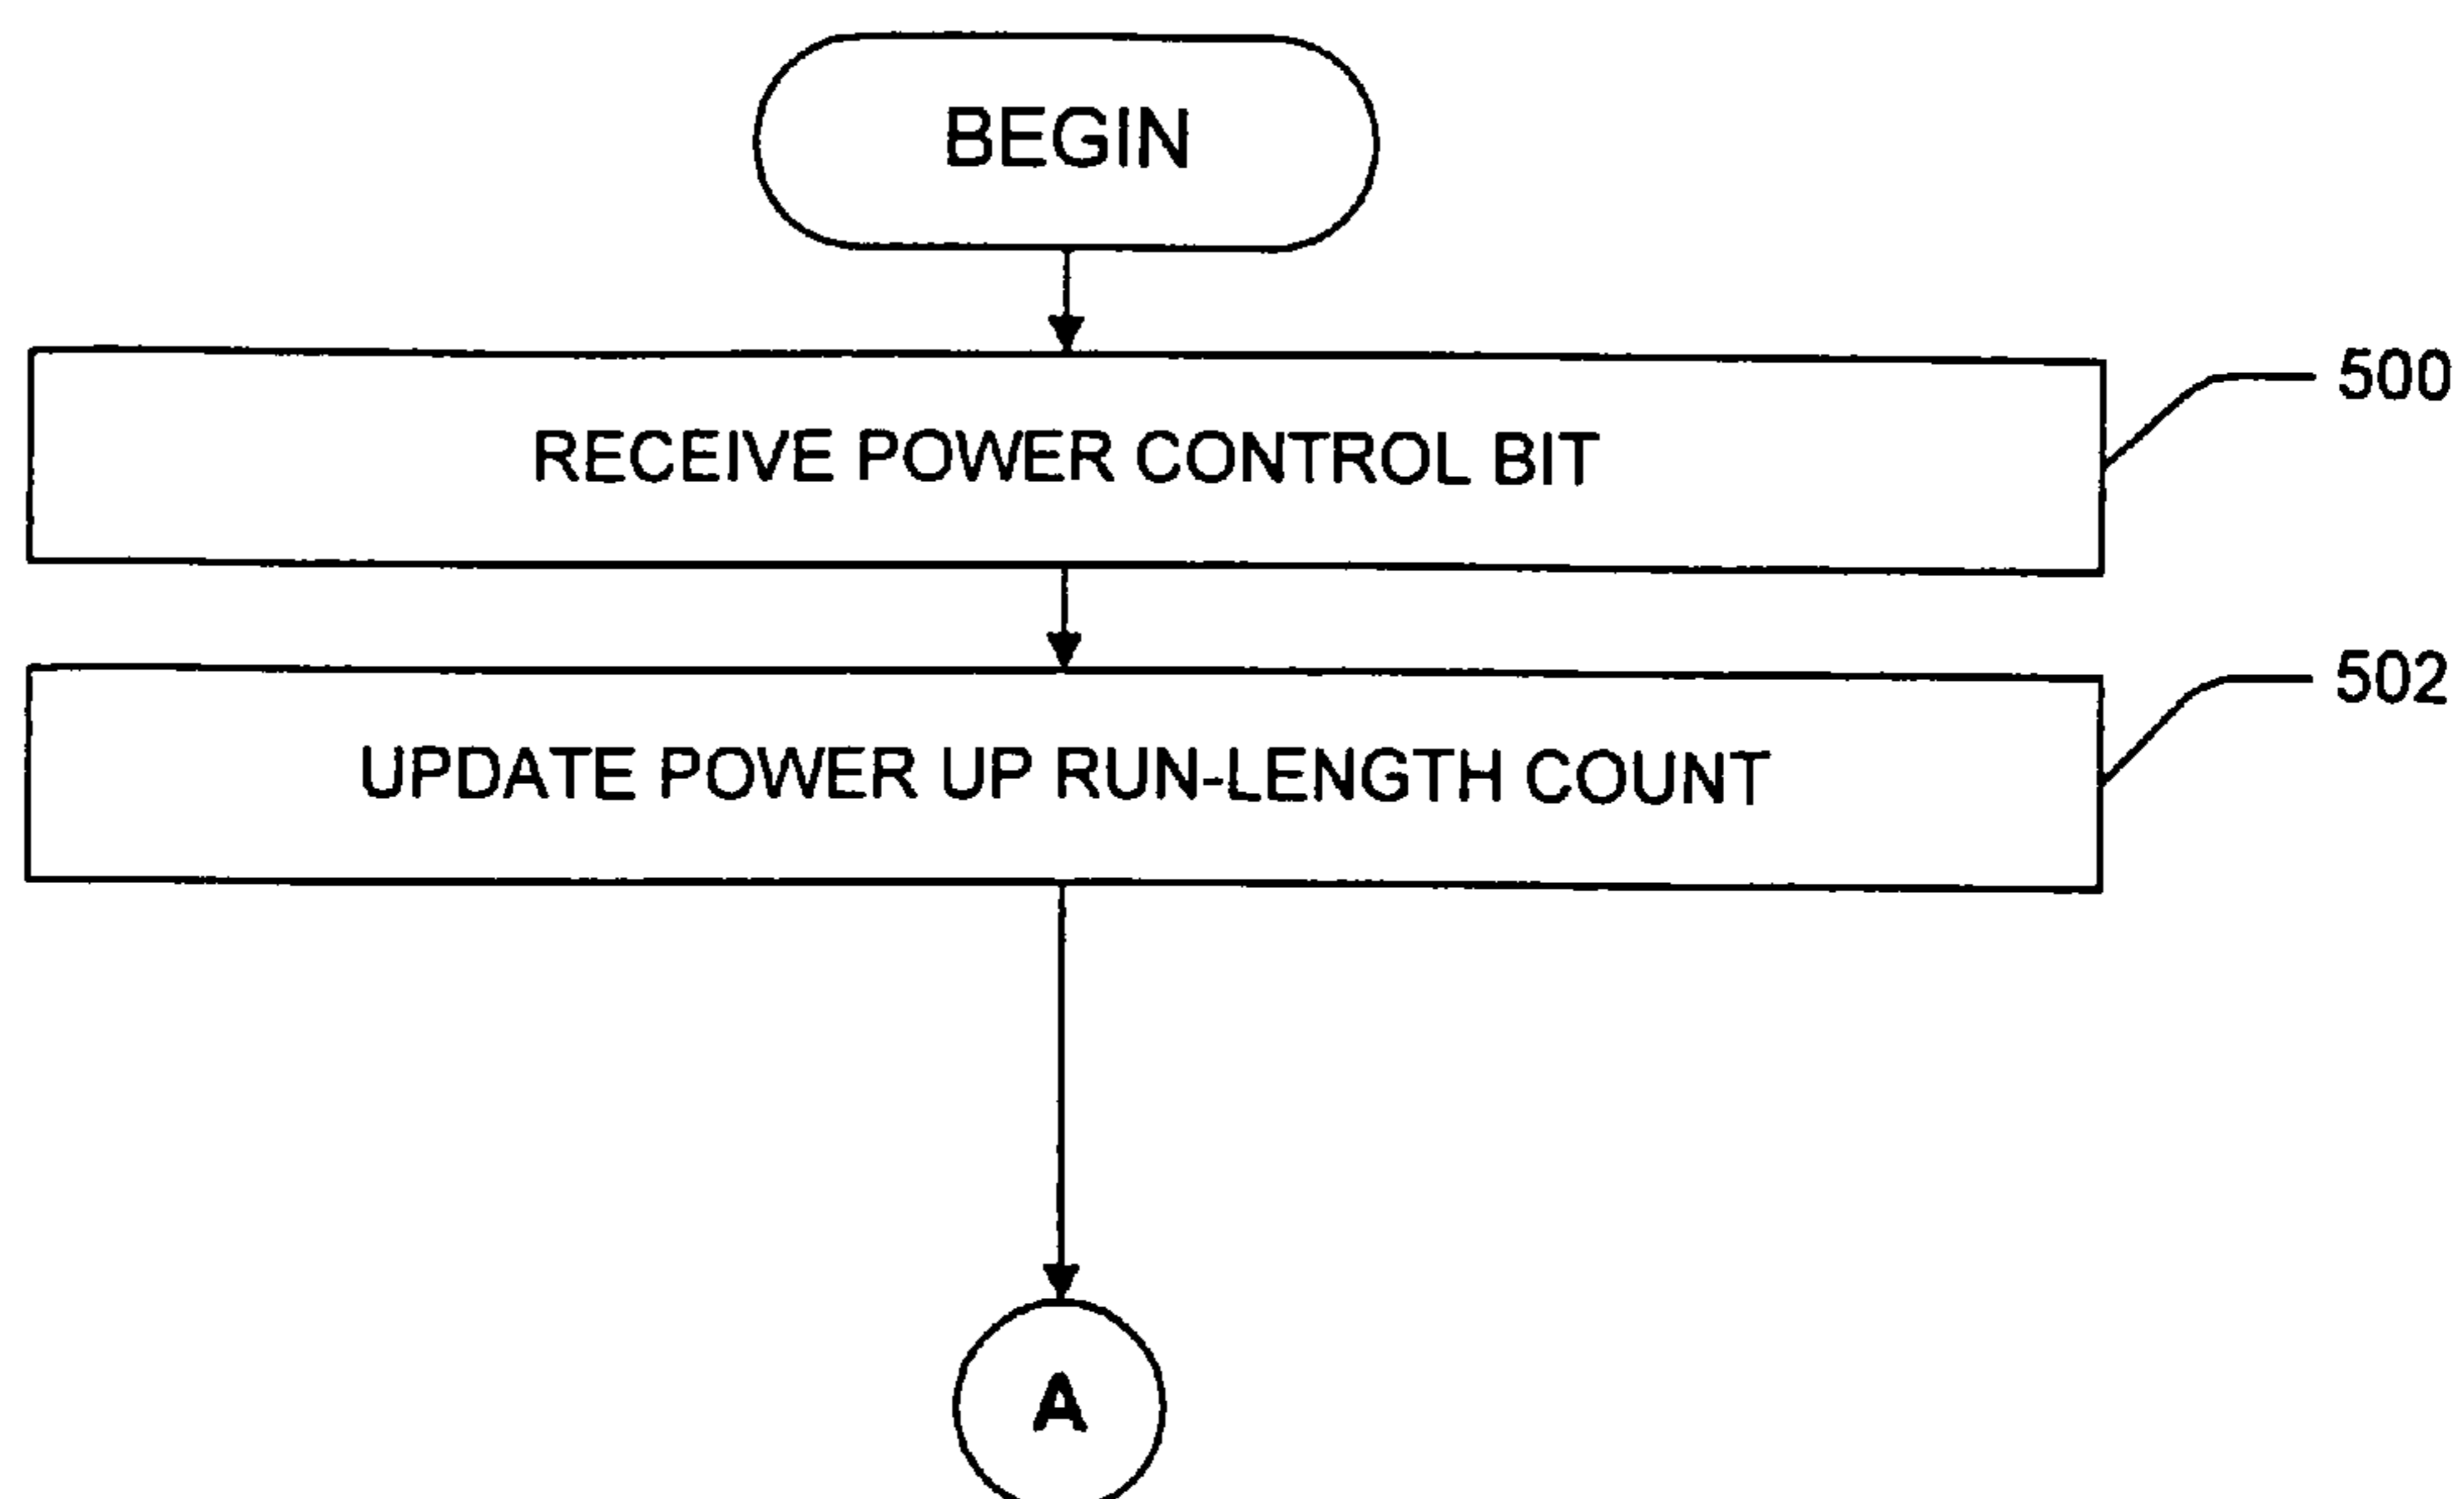 BEGIN
RECEIVE POWER CONTROL BIT
500
UPDATE POWER UP RUN-LENGTH COUNT
502
A